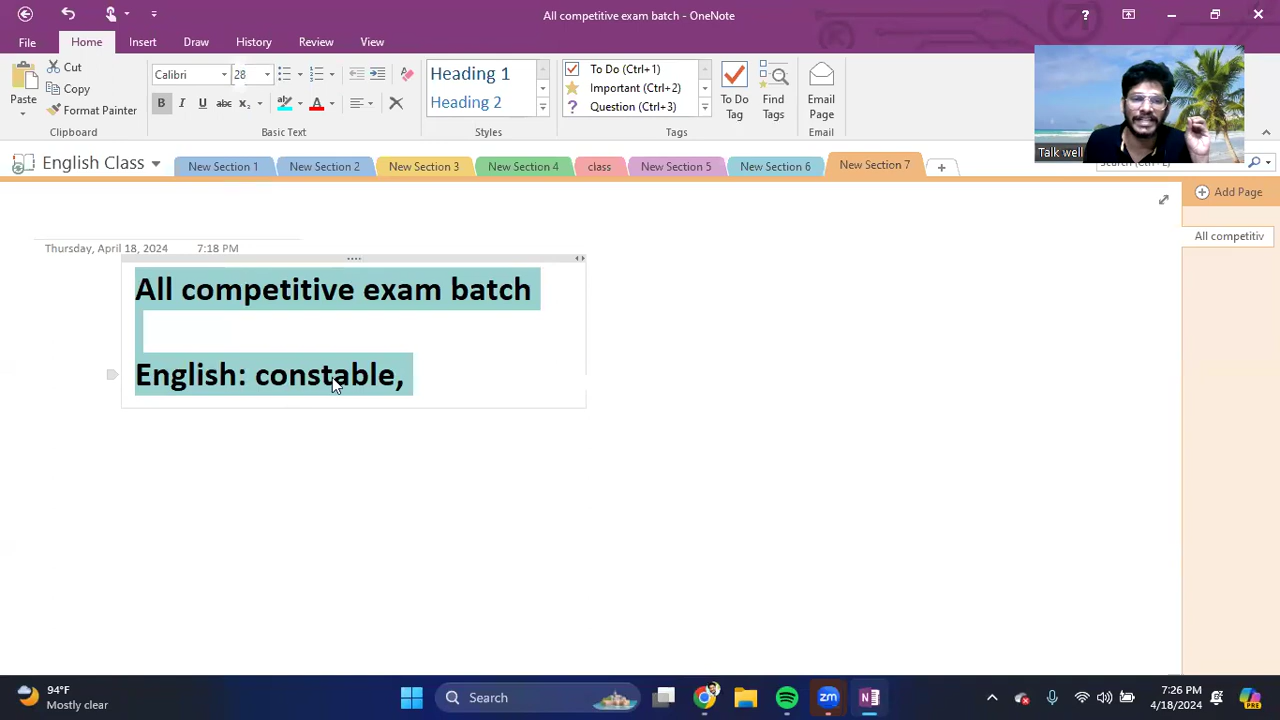 All competitive exam batch - OneNote
?
File
Home
Insert
Draw
History
Review
View
Paste
Cut
Copy
Format Painter
Clipboard
Calibri
28
B I U abc X₂
A
Basic Text
Heading 1
Heading 2
Styles
To Do (Ctrl+1)
Important (Ctrl+2)
? Question (Ctrl+3)
Tags
To Do Tag
Find Tags
Email Page
Email
Talk well
English Class
New Section 1
New Section 2
New Section 3
New Section 4
class
New Section 5
New Section 6
New Section 7
Add Page
All competitiv
Thursday, April 18, 2024 7:18 PM
All competitive exam batch
English: constable,
94°F
Mostly clear
Search
zm
N
7:26 PM
4/18/2024
PRE